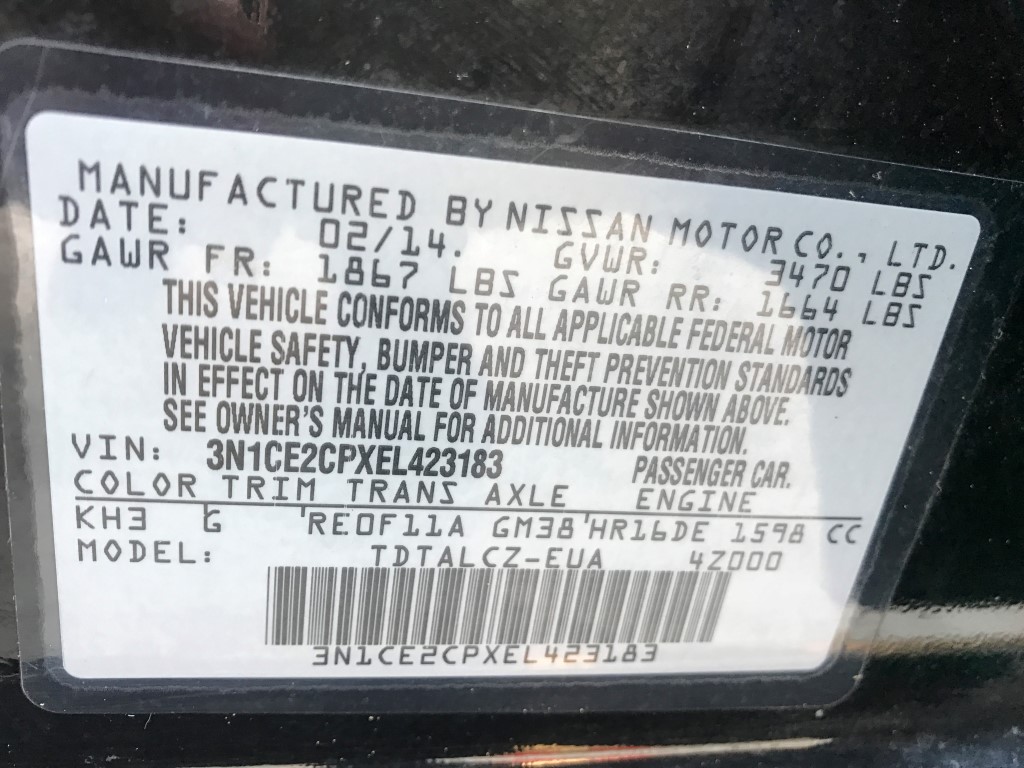 MANUFACTURED BY NISSAN MOTOR CO., LTD.
DATE: 02/14. GVWR: 3470 LBS
GAWR FR: 1867 LBS GAWR RR: 1664 LBS
THIS VEHICLE CONFORMS TO ALL APPLICABLE FEDERAL MOTOR
VEHICLE SAFETY, BUMPER AND THEFT PREVENTION STANDARDS
IN EFFECT ON THE DATE OF MANUFACTURE SHOWN ABOVE.
SEE OWNER'S MANUAL FOR ADDITIONAL INFORMATION.
VIN: 3N1CE2CPXEL423183 PASSENGER CAR.
COLOR TRIM TRANS AXLE ENGINE
KH3 G 'RE0F11A GM38'HR16DE 1598 CC
MODEL: TDTALCZ-EUA 4Z000
3N1CE2CPXEL423183